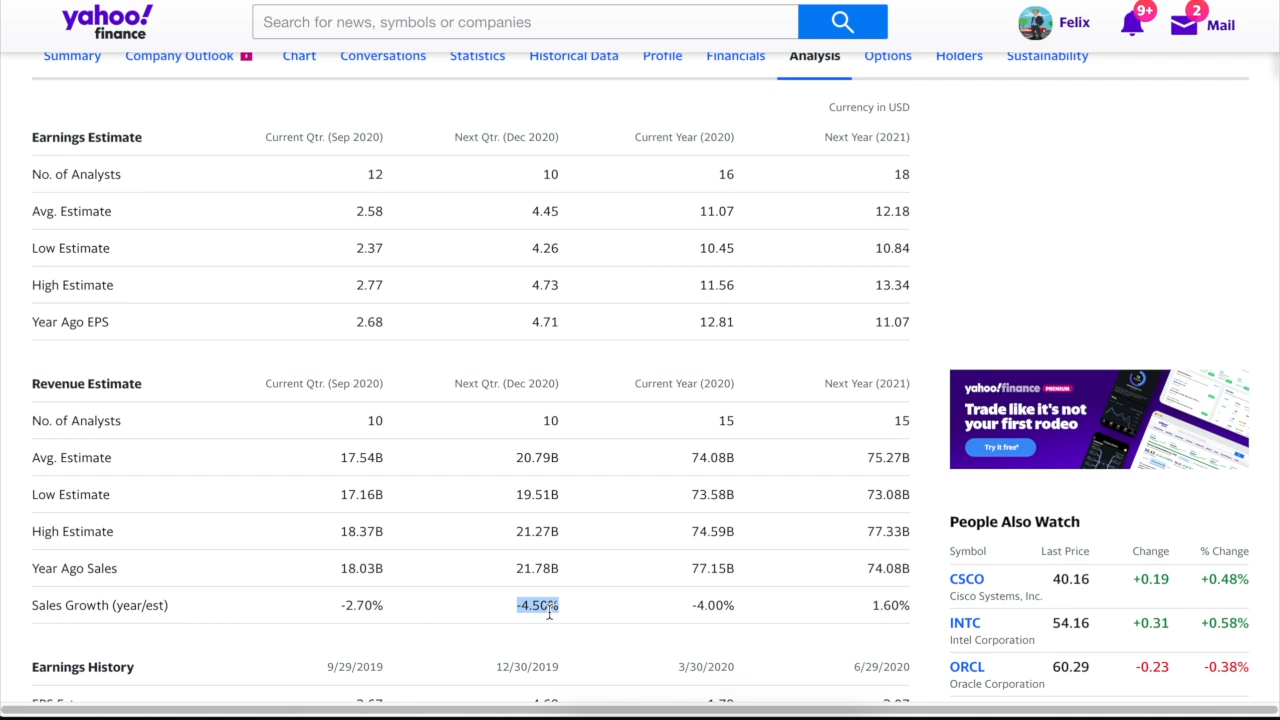 yahoo!
finance
Search for news, symbols or companies
Felix
9+
2
Mail
Summary Company Outlook Chart Conversations Statistics Historical Data Profile Financials Analysis Options Holders Sustainability
Currency in USD
Earnings Estimate Current Qtr. (Sep 2020) Next Qtr. (Dec 2020) Current Year (2020) Next Year (2021)
No. of Analysts 12 10 16 18
Avg. Estimate 2.58 4.45 11.07 12.18
Low Estimate 2.37 4.26 10.45 10.84
High Estimate 2.77 4.73 11.56 13.34
Year Ago EPS 2.68 4.71 12.81 11.07
Revenue Estimate Current Qtr. (Sep 2020) Next Qtr. (Dec 2020) Current Year (2020) Next Year (2021)
No. of Analysts 10 10 15 15
Avg. Estimate 17.54B 20.79B 74.08B 75.27B
Low Estimate 17.16B 19.51B 73.58B 73.08B
High Estimate 18.37B 21.27B 74.59B 77.33B
Year Ago Sales 18.03B 21.78B 77.15B 74.08B
Sales Growth (year/est) -2.70% -4.50% -4.00% 1.60%
Earnings History 9/29/2019 12/30/2019 3/30/2020 6/29/2020
yahoo!finance PREMIUM
Trade like it's not
your first rodeo
Try it free*
People Also Watch
Symbol Last Price Change % Change
CSCO 40.16 +0.19 +0.48%
Cisco Systems, Inc.
INTC 54.16 +0.31 +0.58%
Intel Corporation
ORCL 60.29 -0.23 -0.38%
Oracle Corporation